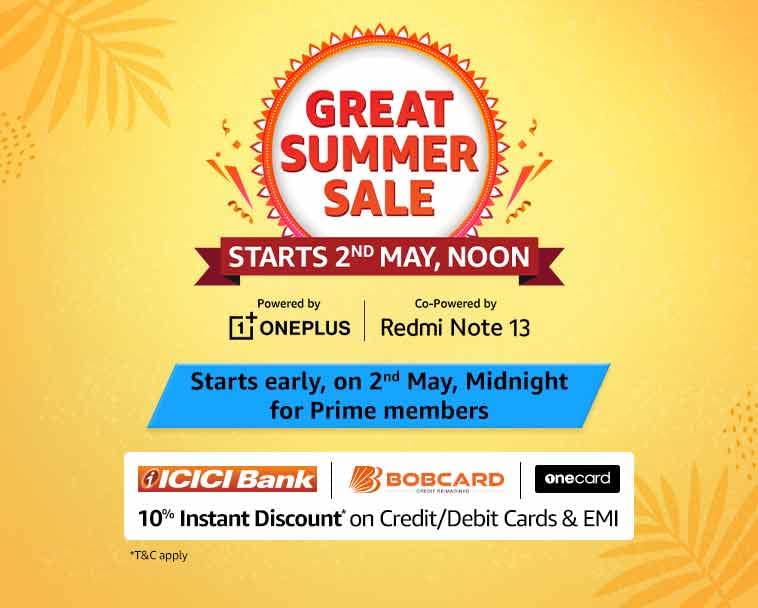 GREAT
SUMMER
SALE
STARTS 2ND MAY, NOON
Powered by
1+ ONEPLUS
Co-Powered by
Redmi Note 13
Starts early, on 2nd May, Midnight
for Prime members
ICICI Bank
BOBCARD
CREDIT REIMAGINED
onecard
10% Instant Discount* on Credit/Debit Cards & EMI
*T&C apply